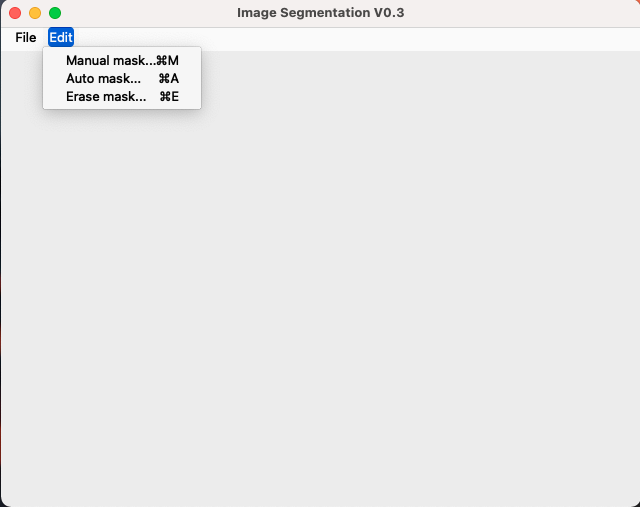 Image Segmentation V0.3
File Edit
Manual mask...⌘M
Auto mask... ⌘A
Erase mask... ⌘E